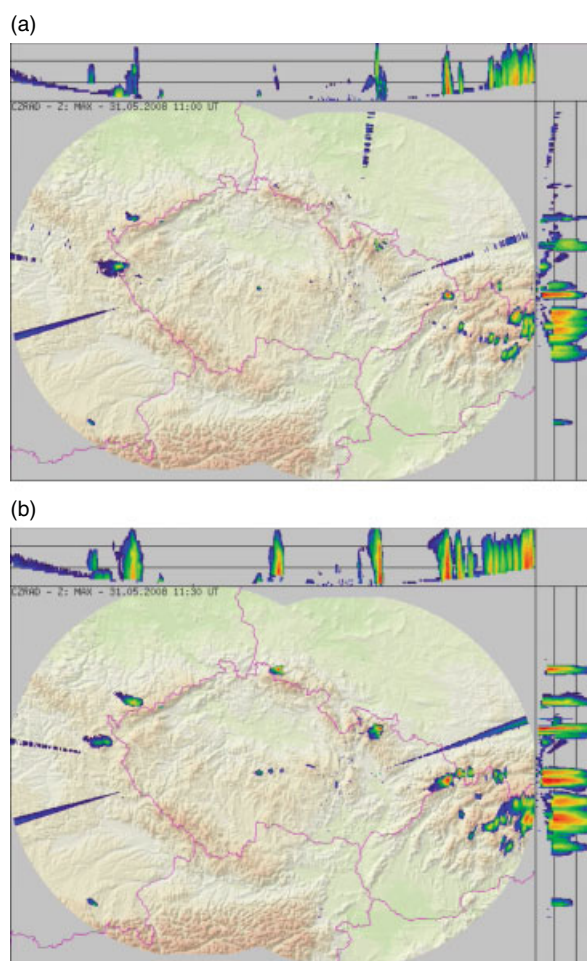 (a)
CZRAD - Z: MAX - 31.05.2008 11:00 UT
(b)
CZRAD - Z: MAX - 31.05.2008 11:30 UT